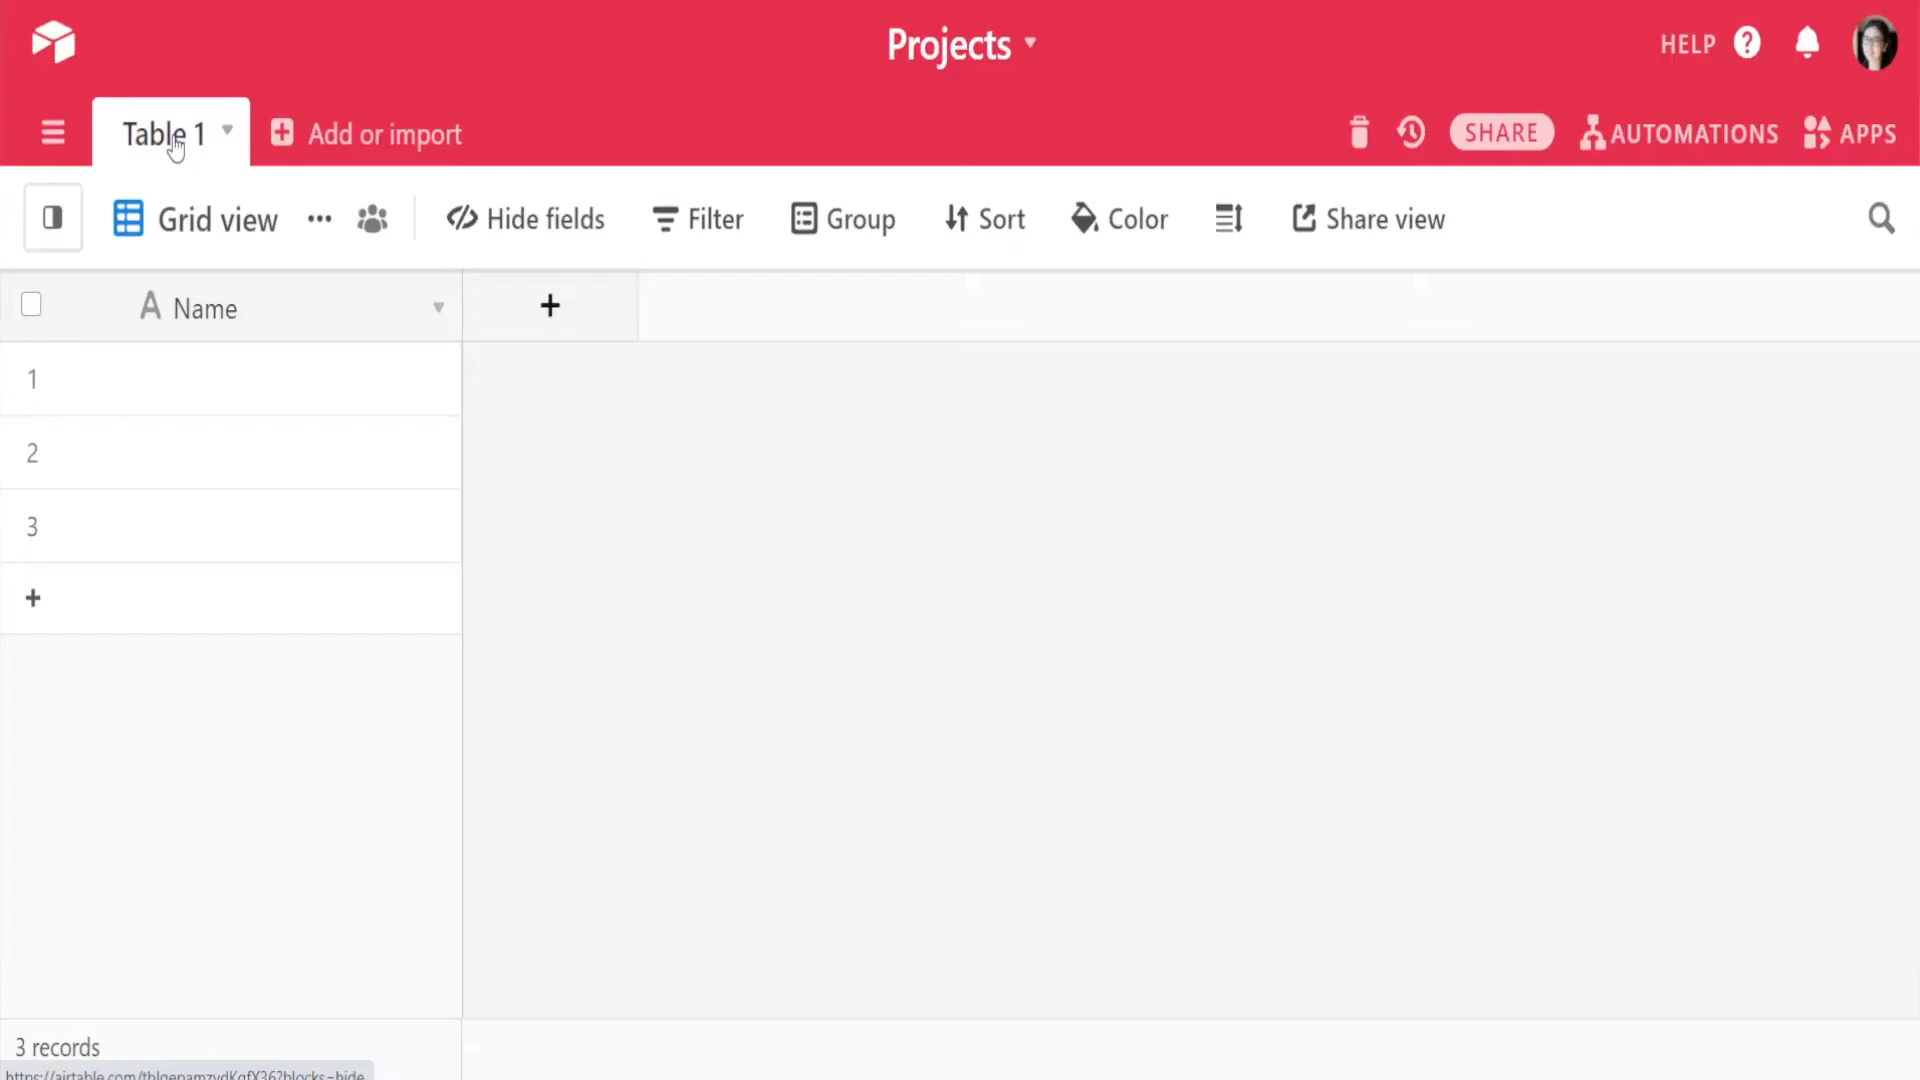 Projects
HELP
Table 1
Add or import
SHARE
AUTOMATIONS
APPS
Grid view
Hide fields
Filter
Group
Sort
Color
Share view
A Name
1
2
3
3 records